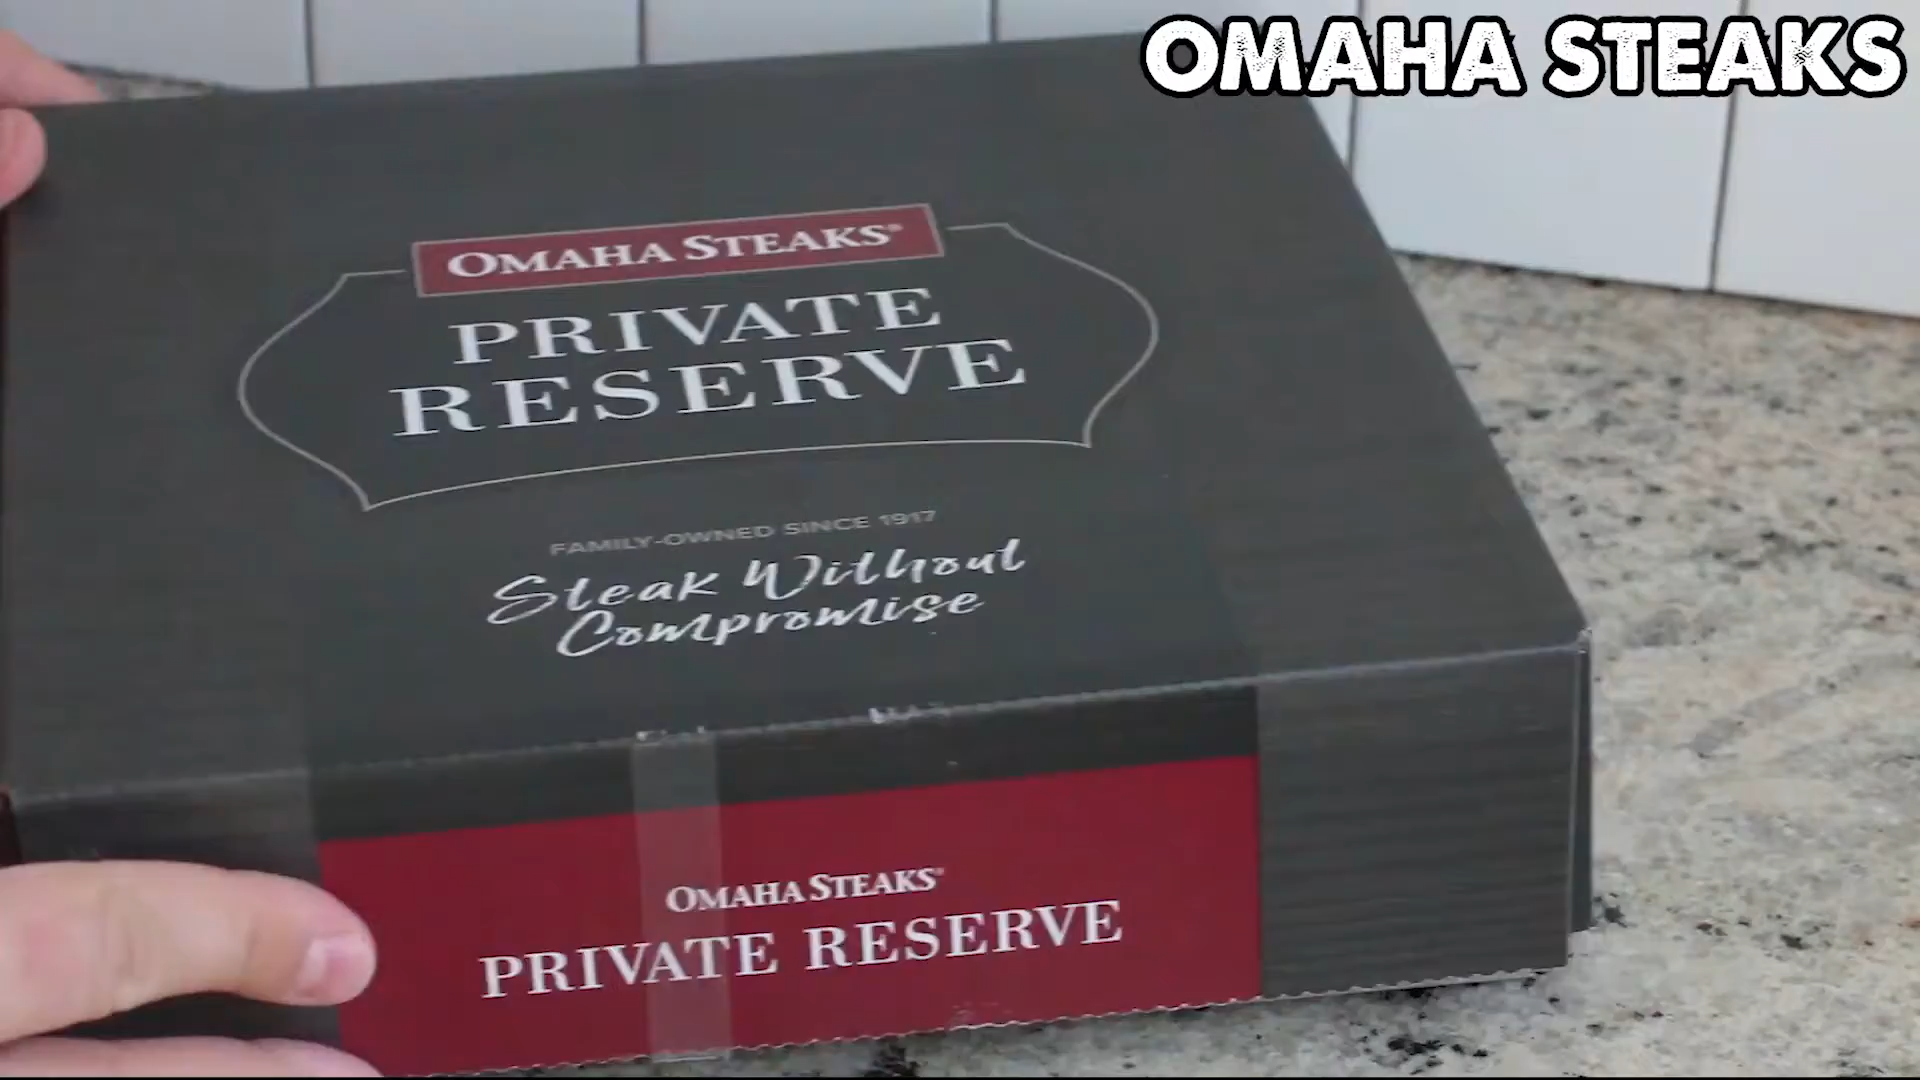 OMAHA STEAKS
OMAHA STEAKS®
PRIVATE
RESERVE
FAMILY-OWNED SINCE 1917
Steak Without
Compromise
OMAHA STEAKS®
PRIVATE RESERVE